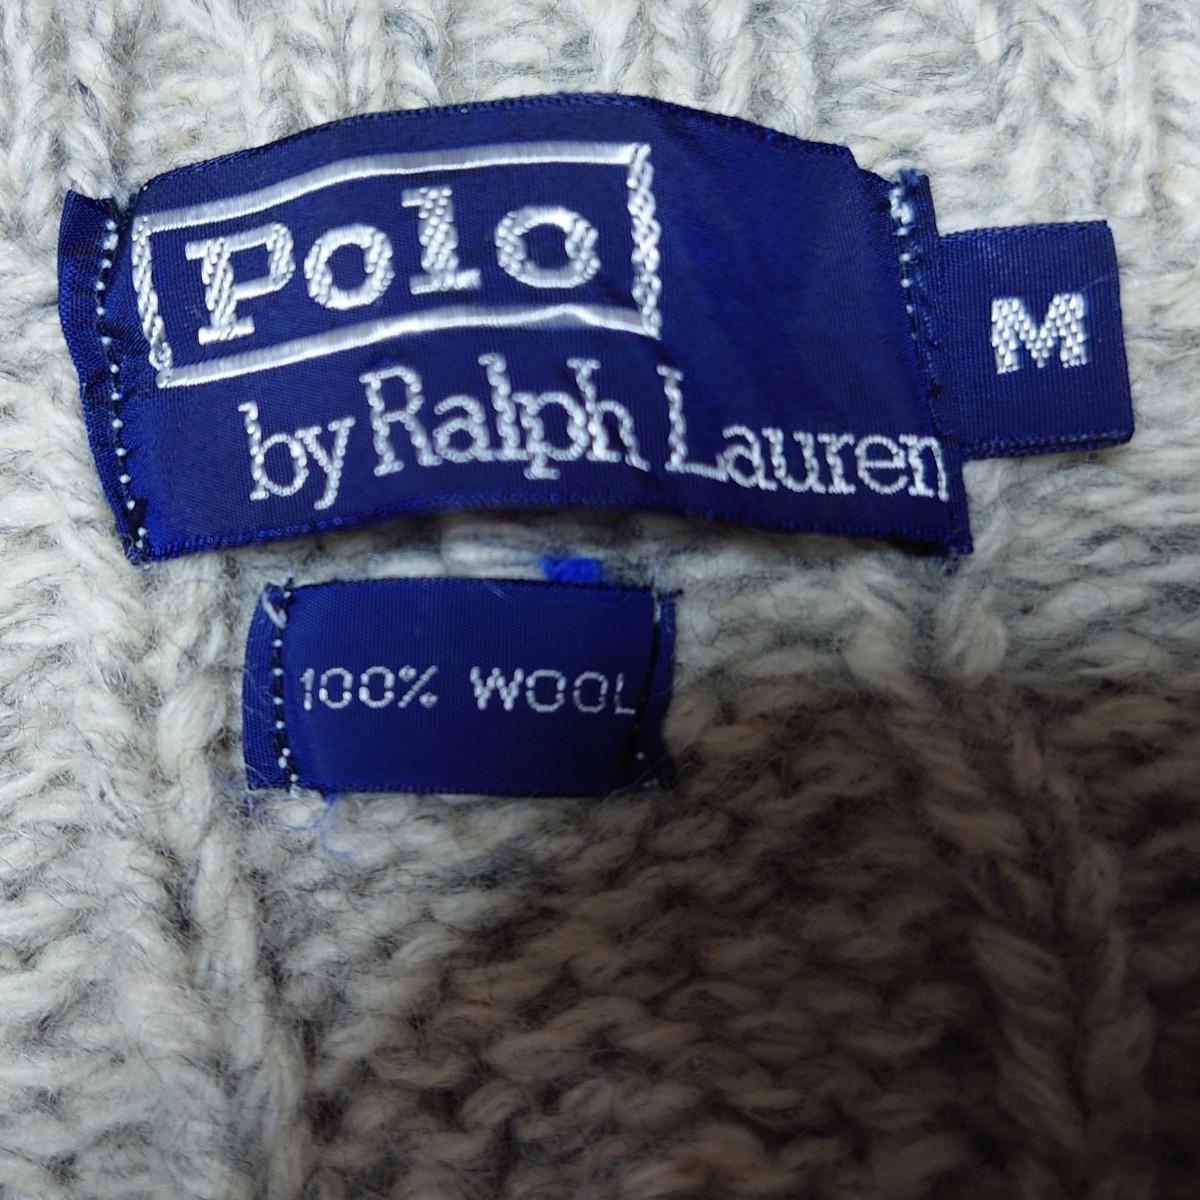 Polo
by Ralph Lauren
M
100% WOOL